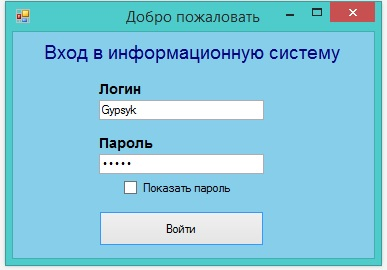 Добро пожаловать
Вход в информационную систему
Логин
Gypsyk
Пароль
•••••
Показать пароль
Войти